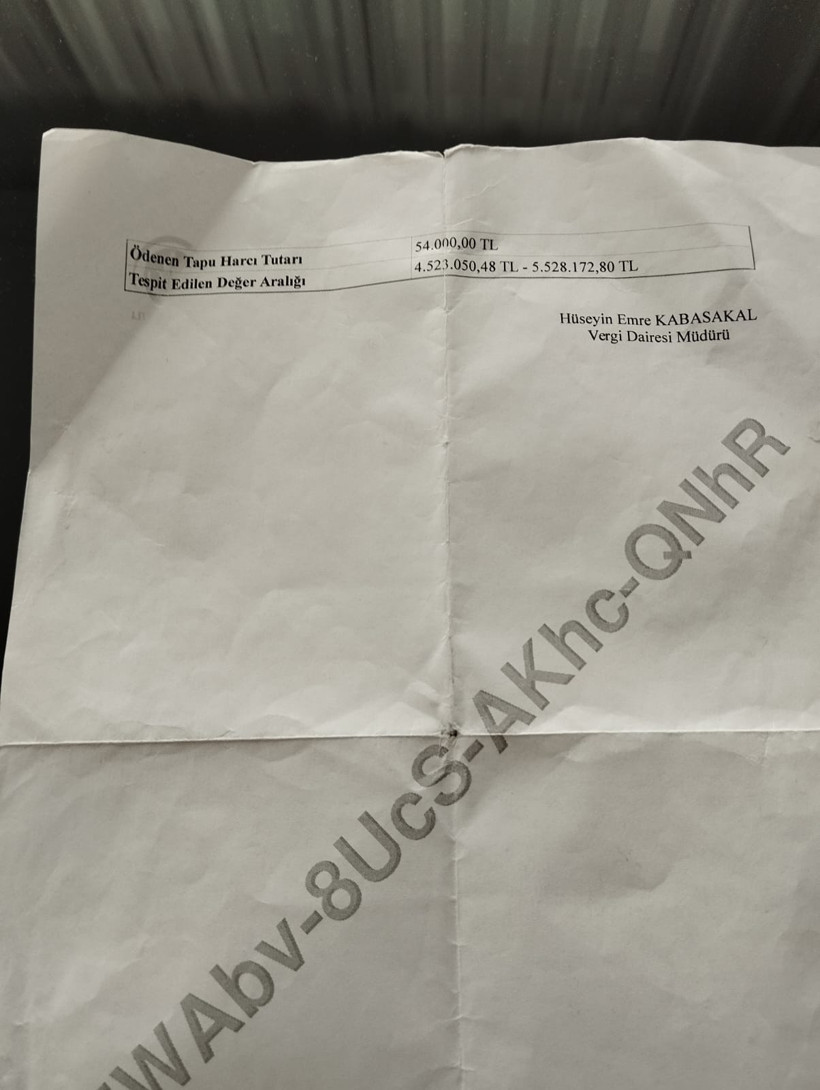 Ödenen Tapu Harcı Tutarı 54.000,00 TL
Tespit Edilen Değer Aralığı 4.523.050,48 TL - 5.528.172,80 TL
Hüseyin Emre KABASAKAL
Vergi Dairesi Müdürü
WAbv-8UcS-AKhc-QNhR